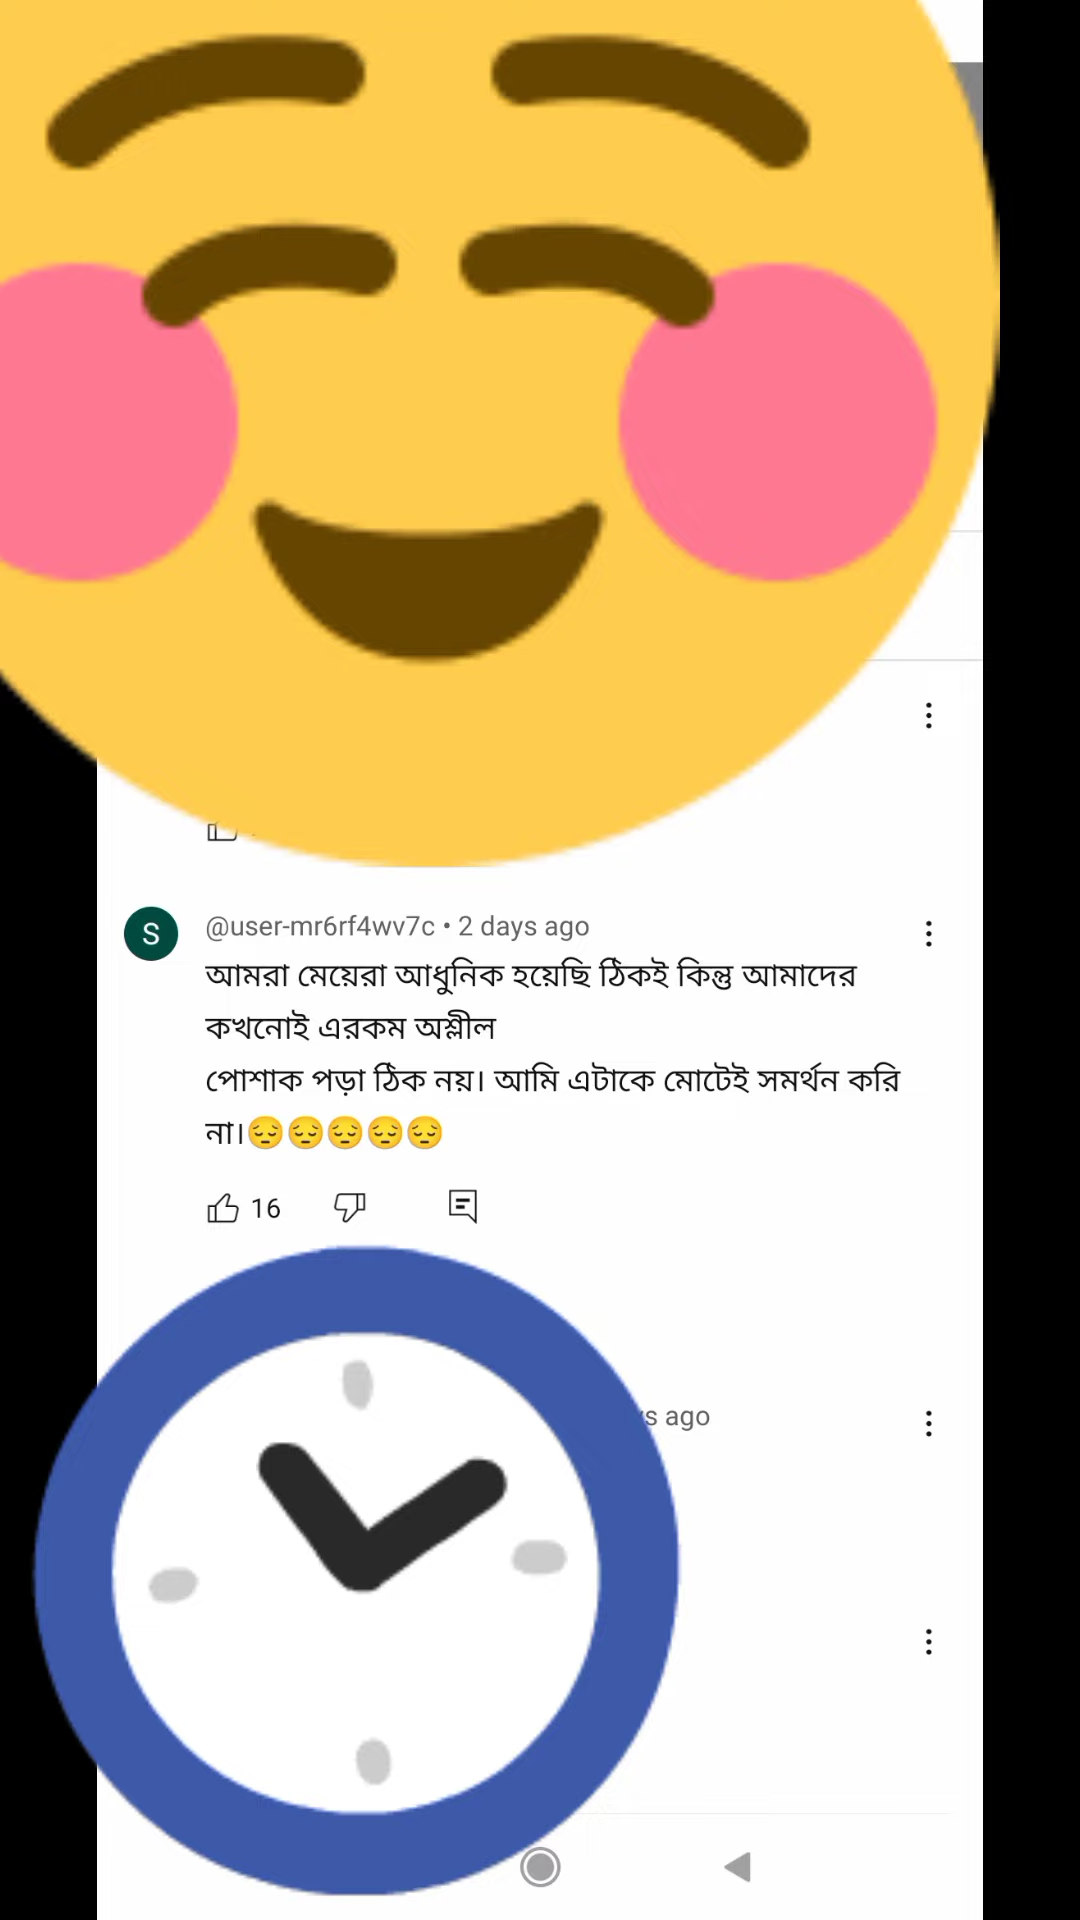 @user-mr6rf4wv7c • 2 days ago
আমরা মেয়েরা আধুনিক হয়েছি ঠিকই কিন্তু আমাদের
কখনোই এরকম অশ্লীল
পোশাক পড়া ঠিক নয়। আমি এটাকে মোটেই সমর্থন করি
না।😔😔😔😔😔
16
ago